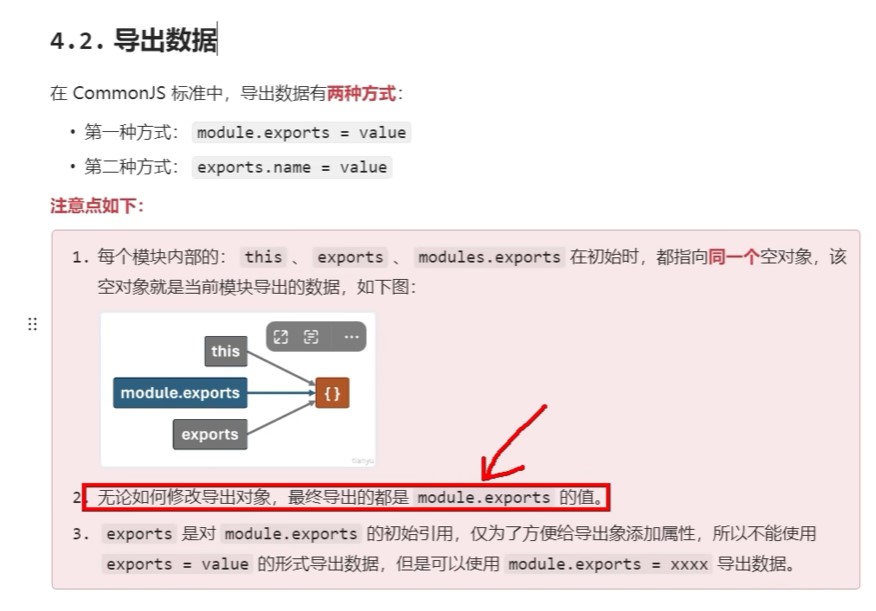 4.2. 导出数据
在 CommonJS 标准中，导出数据有两种方式：
• 第一种方式： module.exports = value
• 第二种方式： exports.name = value
注意点如下：
1. 每个模块内部的： this 、 exports 、 modules.exports 在初始时，都指向同一个空对象，该
空对象就是当前模块导出的数据，如下图：
this
module.exports
{}
exports
tianyu
2. 无论如何修改导出对象，最终导出的都是 module.exports 的值。
3. exports 是对 module.exports 的初始引用，仅为了方便给导出象添加属性，所以不能使用
exports = value 的形式导出数据，但是可以使用 module.exports = xxxx 导出数据。